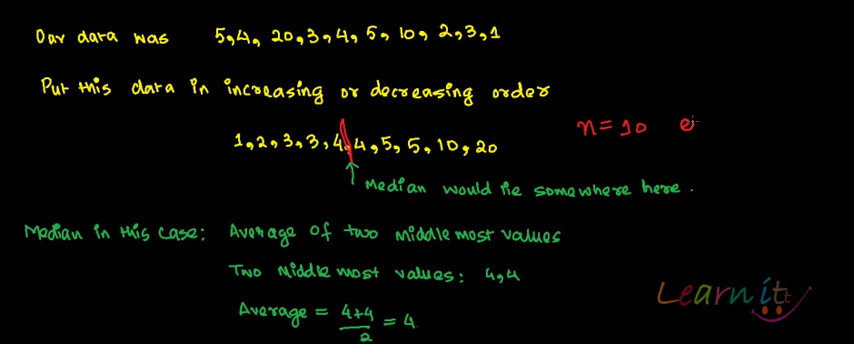 Our data was 5,4, 20,3,4,5,10,2,3,1
Put this data in increasing or decreasing order
1,2,3,3,4,4,5,5,10,20
n=10 e
Median would lie somewhere here.
Median in this case: Average of two middle most values
Two Middle most values: 4,4
Average = 4+4/2 = 4
Learnitt